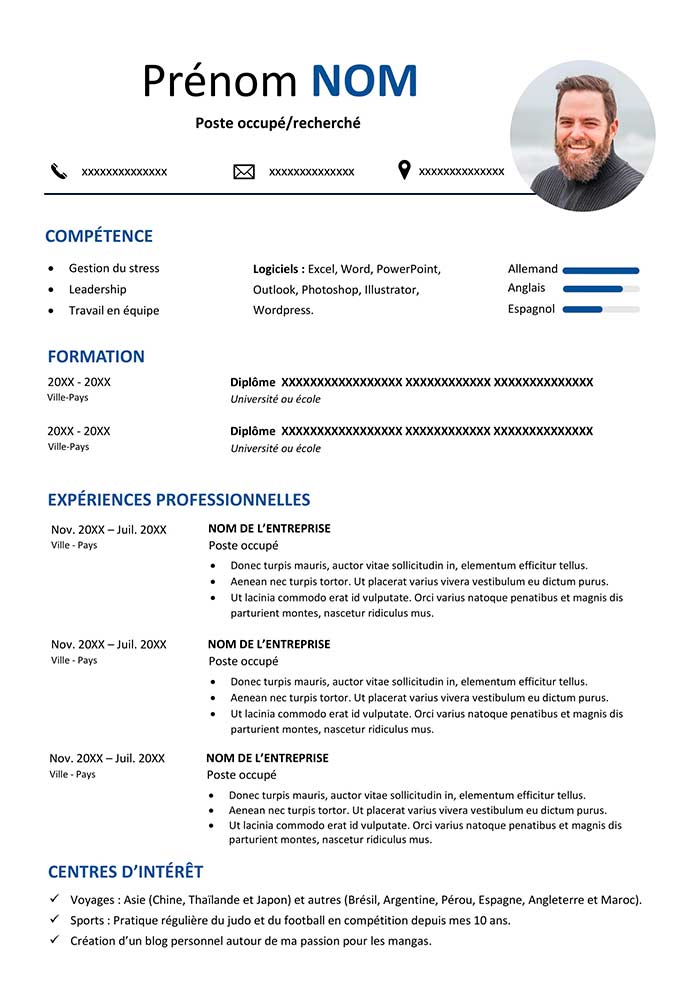 Prénom NOM
Poste occupé/recherché
xxxxxxxxxxxxxx xxxxxxxxxxxxxx xxxxxxxxxxxxxx
COMPÉTENCE
• Gestion du stress
• Leadership
• Travail en équipe
Logiciels : Excel, Word, PowerPoint,
Outlook, Photoshop, Illustrator,
Wordpress.
Allemand
Anglais
Espagnol
FORMATION
20XX - 20XX
Ville-Pays
Diplôme XXXXXXXXXXXXXXXXX XXXXXXXXXXXX XXXXXXXXXXXXXX
Université ou école
20XX - 20XX
Ville-Pays
Diplôme XXXXXXXXXXXXXXXXX XXXXXXXXXXXX XXXXXXXXXXXXXX
Université ou école
EXPÉRIENCES PROFESSIONNELLES
Nov. 20XX – Juil. 20XX
Ville - Pays
NOM DE L’ENTREPRISE
Poste occupé
• Donec turpis mauris, auctor vitae sollicitudin in, elementum efficitur tellus.
• Aenean nec turpis tortor. Ut placerat varius vivera vestibulum eu dictum purus.
• Ut lacinia commodo erat id vulputate. Orci varius natoque penatibus et magnis dis
parturient montes, nascetur ridiculus mus.
Nov. 20XX – Juil. 20XX
Ville - Pays
NOM DE L’ENTREPRISE
Poste occupé
• Donec turpis mauris, auctor vitae sollicitudin in, elementum efficitur tellus.
• Aenean nec turpis tortor. Ut placerat varius vivera vestibulum eu dictum purus.
• Ut lacinia commodo erat id vulputate. Orci varius natoque penatibus et magnis dis
parturient montes, nascetur ridiculus mus.
Nov. 20XX – Juil. 20XX
Ville - Pays
NOM DE L’ENTREPRISE
Poste occupé
• Donec turpis mauris, auctor vitae sollicitudin in, elementum efficitur tellus.
• Aenean nec turpis tortor. Ut placerat varius vivera vestibulum eu dictum purus.
• Ut lacinia commodo erat id vulputate. Orci varius natoque penatibus et magnis dis
parturient montes, nascetur ridiculus mus.
CENTRES D’INTÉRÊT
✓ Voyages : Asie (Chine, Thaïlande et Japon) et autres (Brésil, Argentine, Pérou, Espagne, Angleterre et Maroc).
✓ Sports : Pratique régulière du judo et du football en compétition depuis mes 10 ans.
✓ Création d’un blog personnel autour de ma passion pour les mangas.